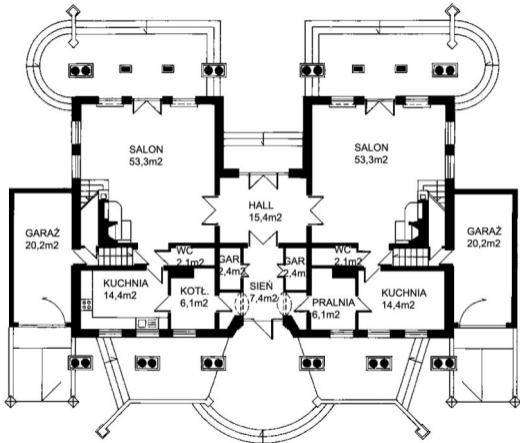 SALON
53,3m2
SALON
53,3m2
HALL
15,4m2
GARAŻ
20,2m2
GARAŻ
20,2m2
WC
2.1m2
WC
2.1m2
GAR.
2,4m2
GAR.
2,4m
SIEŃ
7,4m2
KUCHNIA
14,4m2
KOTŁ.
6,1m2
PRALNIA
6,1m2
KUCHNIA
14,4m2